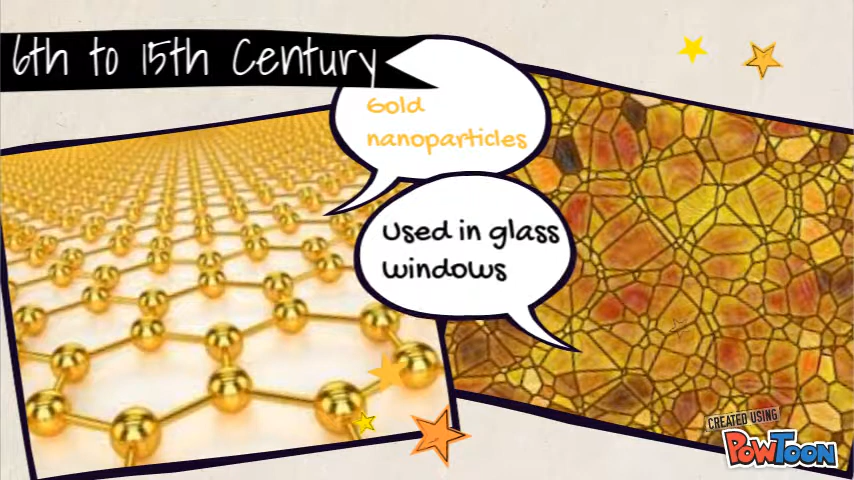 6th to 15th Century
Gold
nanoparticles
Used in glass
windows
CREATED USING
POWTOON